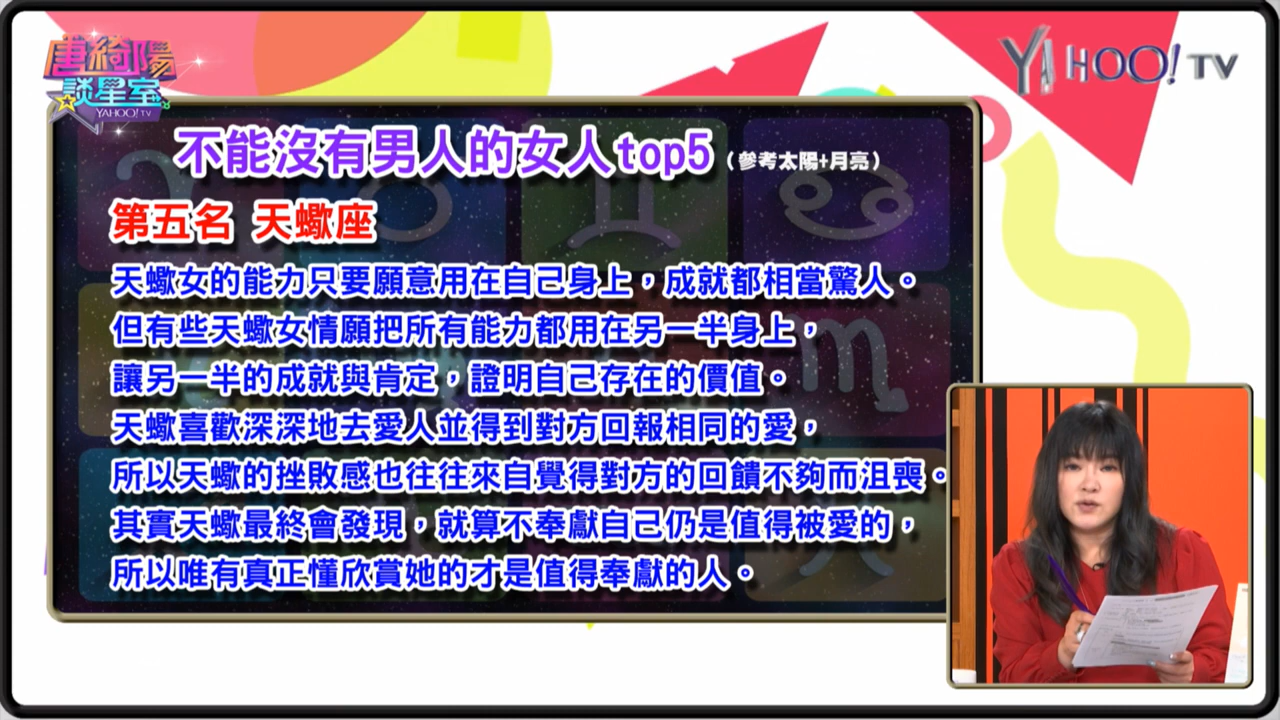 唐綺陽
談星室
YAHOO! TV
YAHOO! TV
不能沒有男人的女人top5（參考太陽+月亮）
第五名 天蠍座
天蠍女的能力只要願意用在自己身上，成就都相當驚人。
但有些天蠍女情願把所有能力都用在另一半身上，
讓另一半的成就與肯定，證明自己存在的價值。
天蠍喜歡深深地去愛人並得到對方回報相同的愛，
所以天蠍的挫敗感也往往來自覺得對方的回饋不夠而沮喪。
其實天蠍最終會發現，就算不奉獻自己仍是值得被愛的，
所以唯有真正懂欣賞她的才是值得奉獻的人。